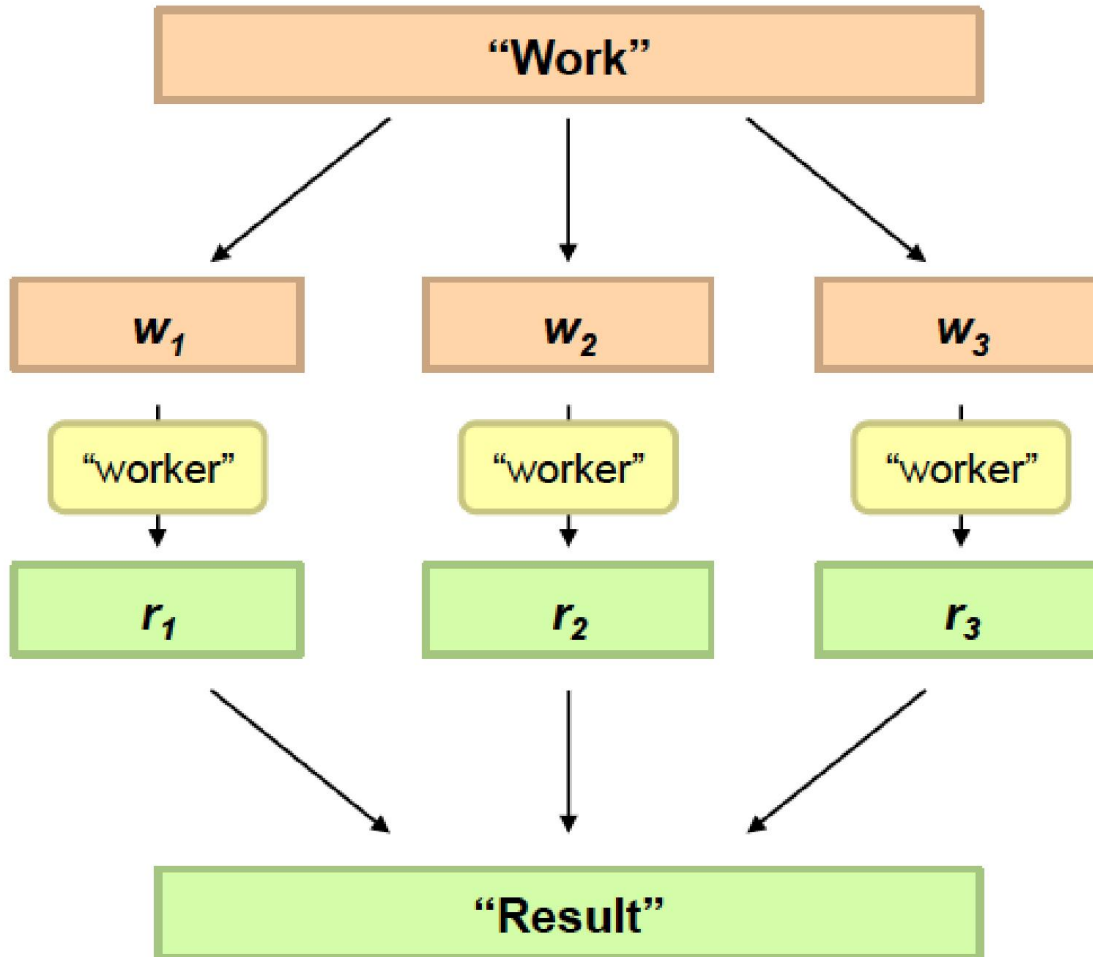 “Work”
w₁ w₂ w₃
“worker” “worker” “worker”
r₁ r₂ r₃
“Result”